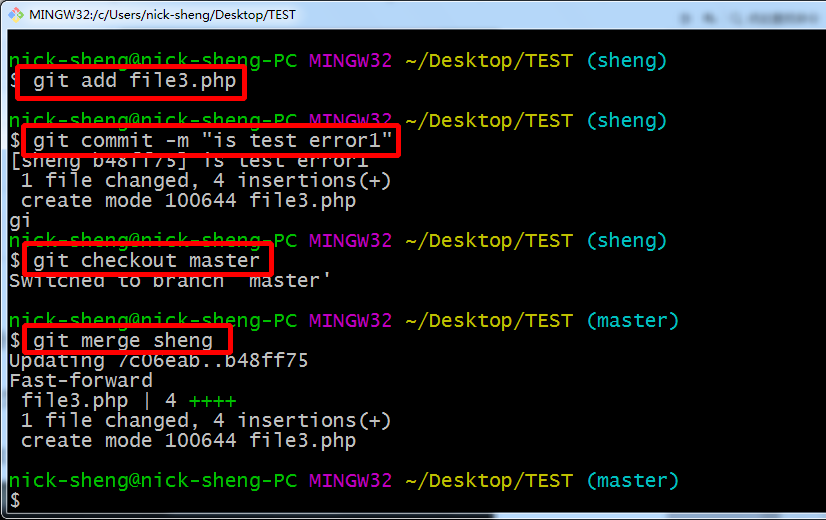 MINGW32:/c/Users/nick-sheng/Desktop/TEST
nick-sheng@nick-sheng-PC MINGW32 ~/Desktop/TEST (sheng)
$ git add file3.php
nick-sheng@nick-sheng-PC MINGW32 ~/Desktop/TEST (sheng)
$ git commit -m "is test error1"
[sheng b48ff75] is test error1
1 file changed, 4 insertions(+)
create mode 100644 file3.php
gi
nick-sheng@nick-sheng-PC MINGW32 ~/Desktop/TEST (sheng)
$ git checkout master
Switched to branch 'master'
nick-sheng@nick-sheng-PC MINGW32 ~/Desktop/TEST (master)
$ git merge sheng
Updating 7c06eab..b48ff75
Fast-forward
file3.php | 4 ++++
1 file changed, 4 insertions(+)
create mode 100644 file3.php
nick-sheng@nick-sheng-PC MINGW32 ~/Desktop/TEST (master)
$